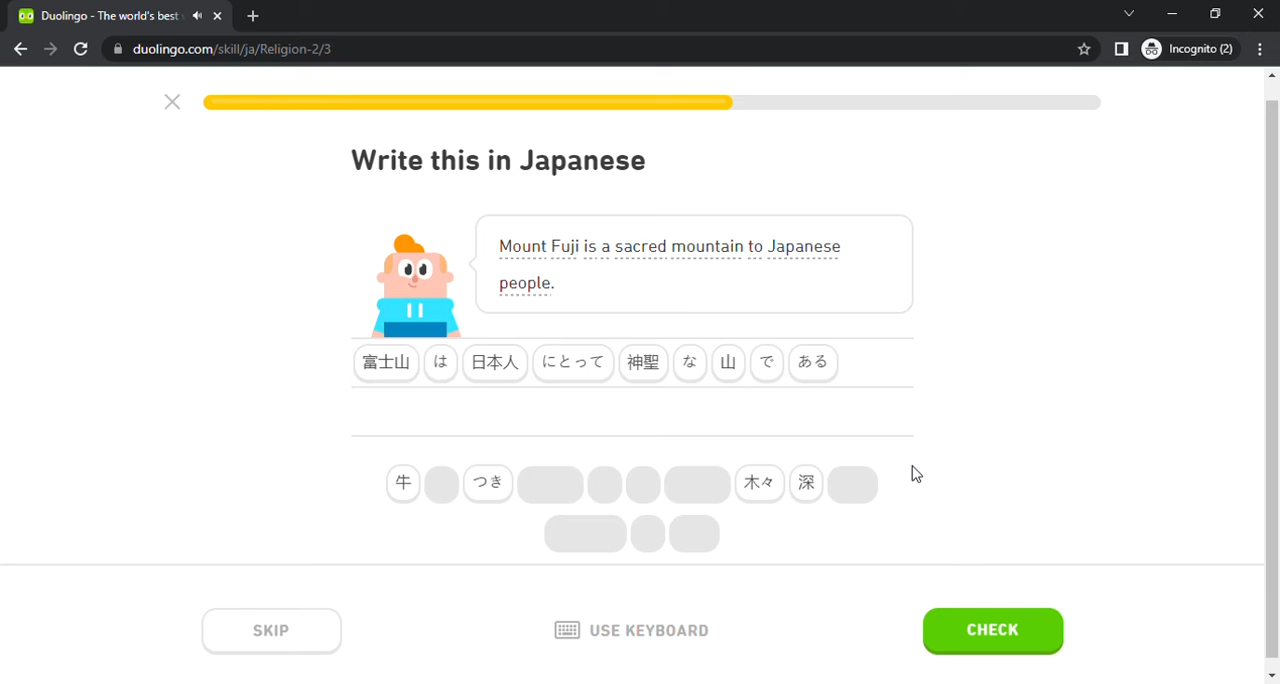 Duolingo - The world's best
duolingo.com/skill/ja/Religion-2/3
Incognito (2)
Write this in Japanese
Mount Fuji is a sacred mountain to Japanese
people.
富士山 は 日本人 にとって 神聖 な 山 で ある
牛 つき 木々 深
SKIP
USE KEYBOARD
CHECK